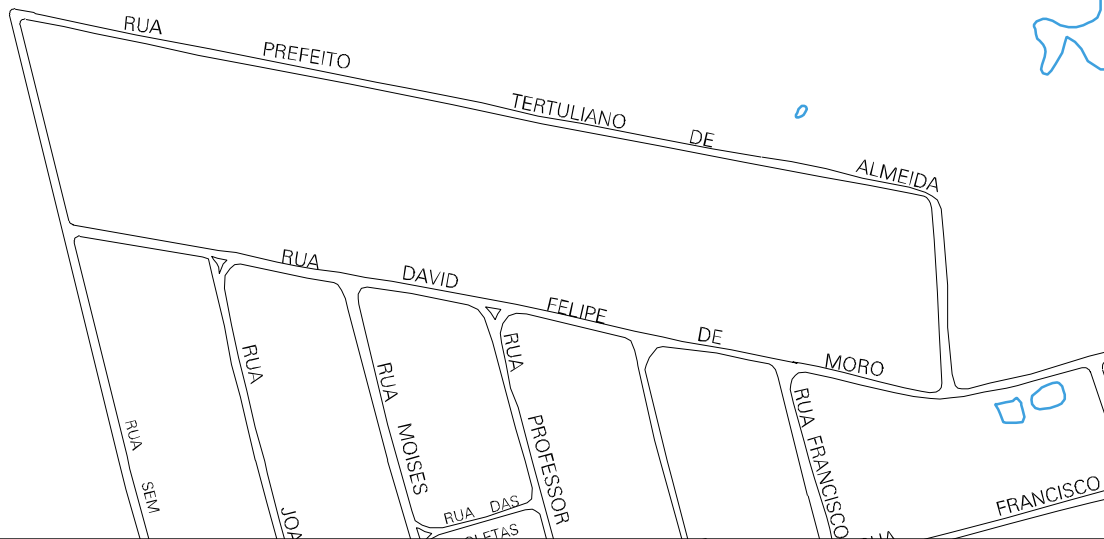 RUA PREFEITO TERTULIANO DE ALMEIDA
RUA DAVID FELIPE DE MORO
RUA SEM
RUA
RUA MOISES
RUA PROFESSOR
RUA FRANCISCO
RUA DAS
FRANCISCO